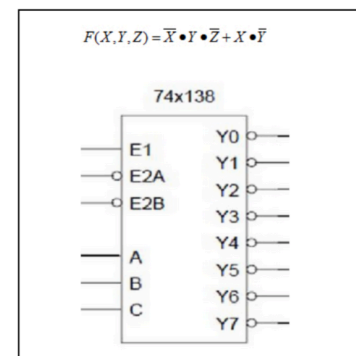 F(X,Y,Z) = X̅•Y•Z̅+X•Y̅
74x138
E1
E2A
E2B
A
B
C
Y0
Y1
Y2
Y3
Y4
Y5
Y6
Y7